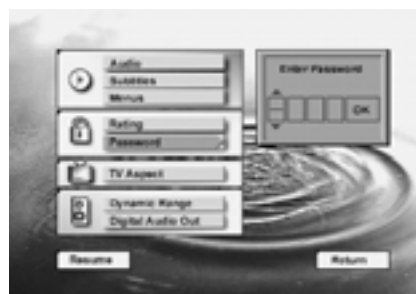 Audio
Subtitles
Menus
Rating
Password
TV Aspect
Dynamic Range
Digital Audio Out
Enter Password
OK
Resume
Return